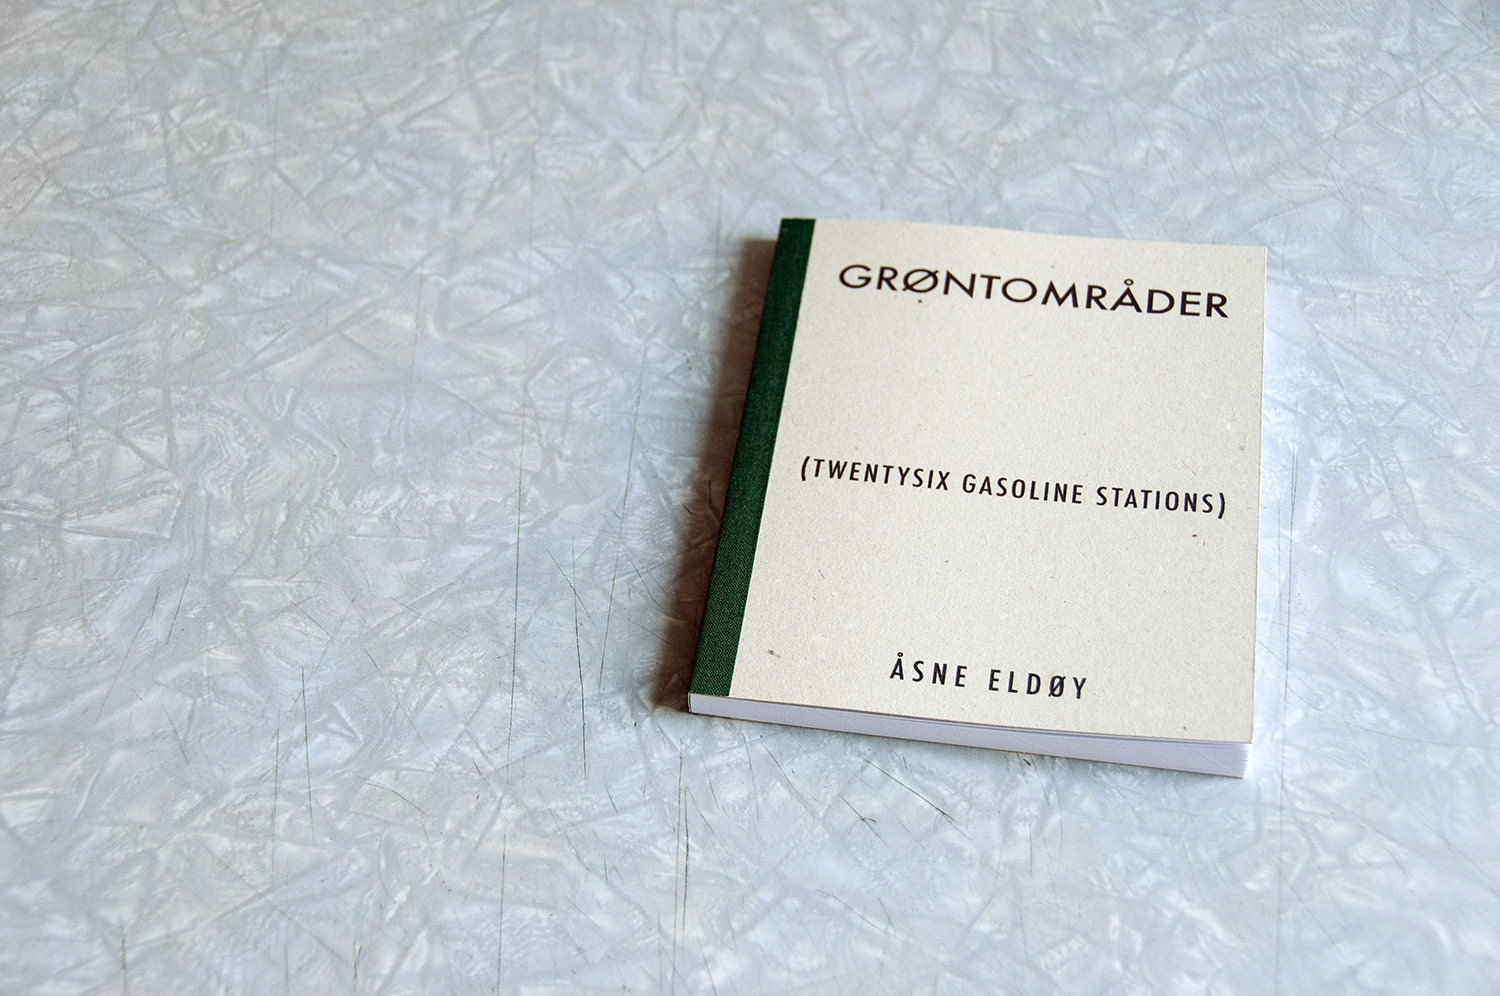 GRØNTOMRÅDER
(TWENTYSIX GASOLINE STATIONS)
ÅSNE ELDØY